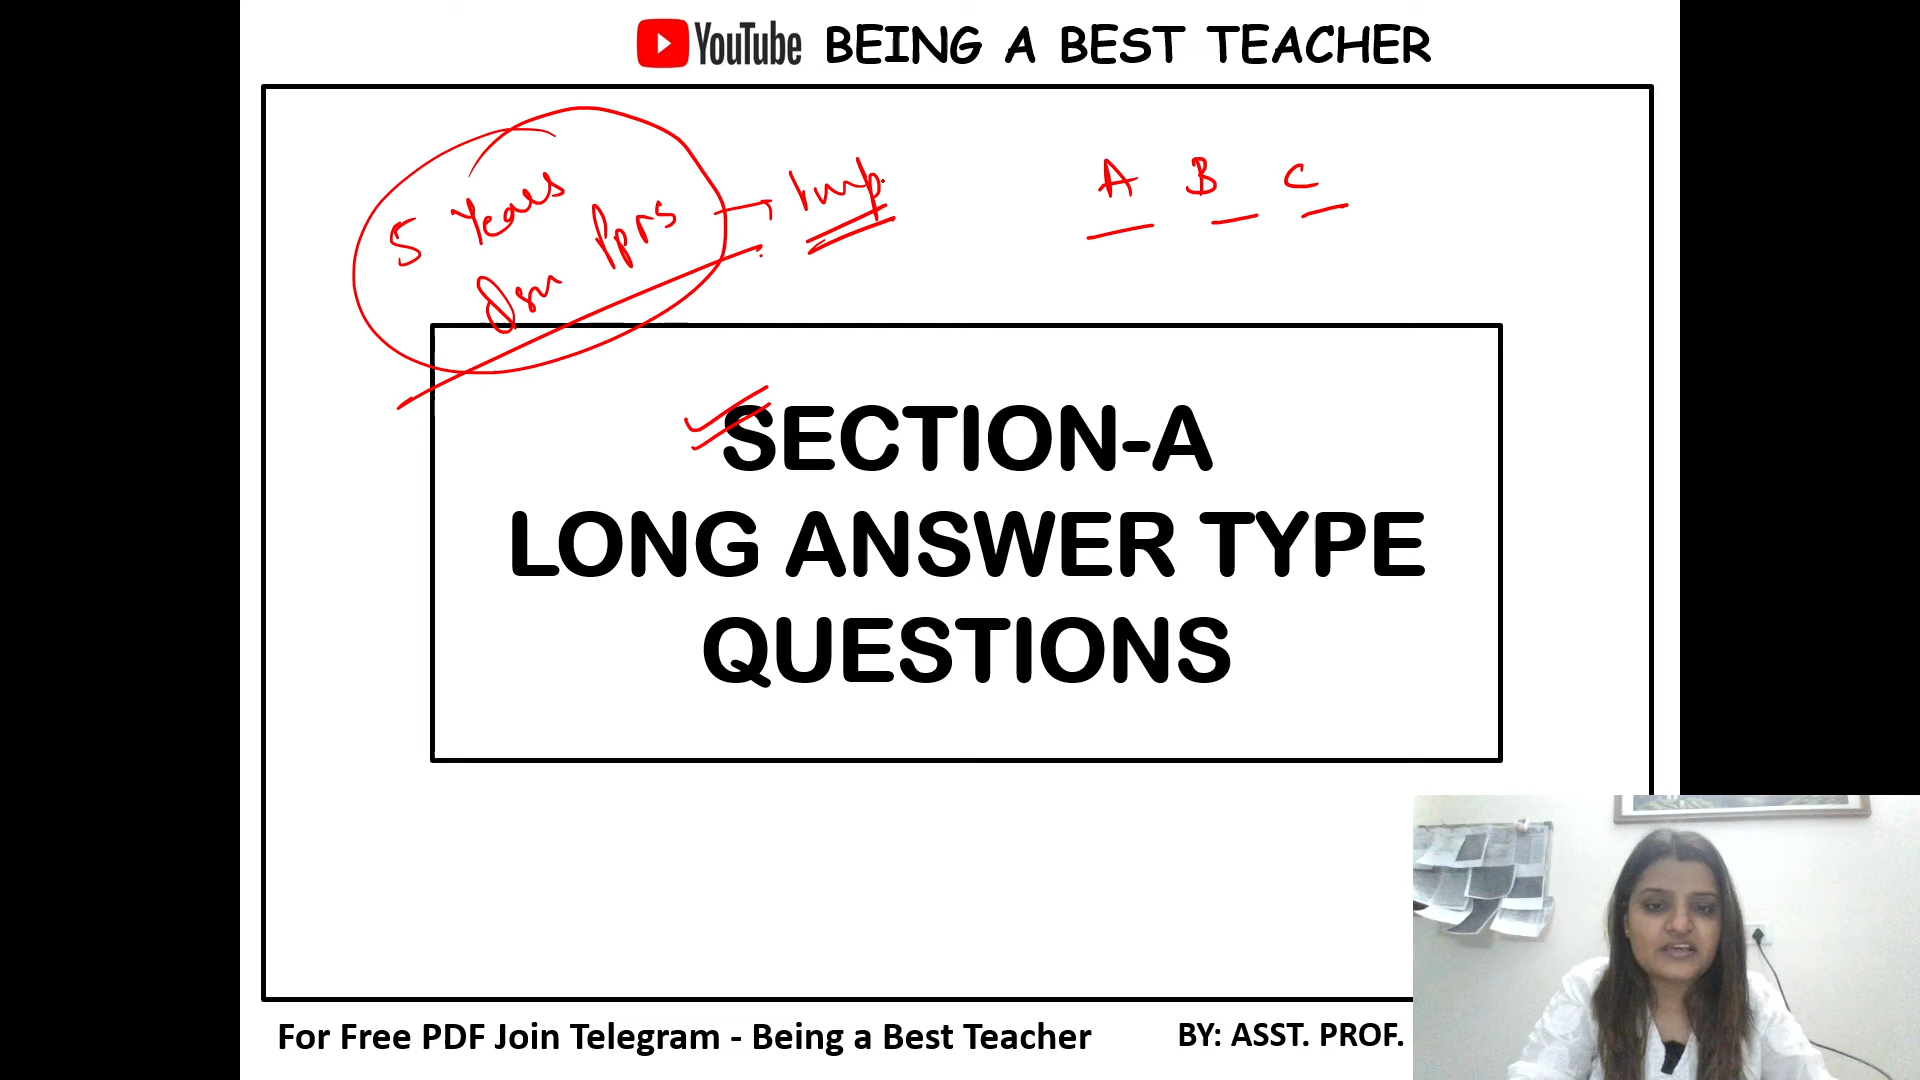 YouTube BEING A BEST TEACHER
5 Years
Pprs
Imp.
A B C
SECTION-A
LONG ANSWER TYPE
QUESTIONS
For Free PDF Join Telegram - Being a Best Teacher
BY: ASST. PROF.